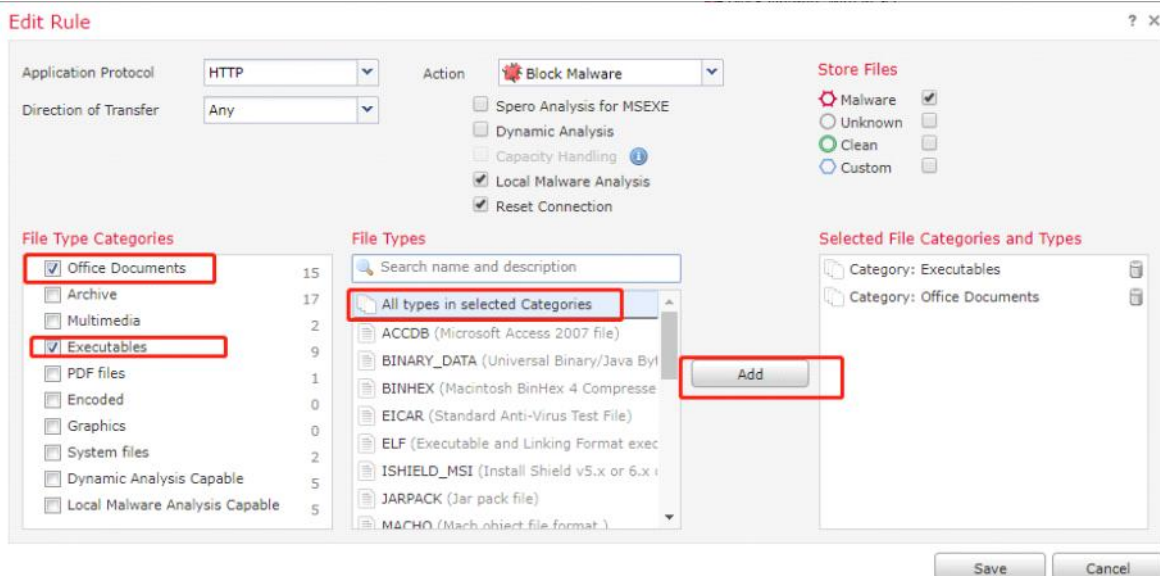 Edit Rule
? X
Application Protocol HTTP
Action Block Malware
Direction of Transfer Any
Spero Analysis for MSEXE
Dynamic Analysis
Capacity Handling
Local Malware Analysis
Reset Connection
Store Files
Malware
Unknown
Clean
Custom
File Type Categories
Office Documents 15
Archive 17
Multimedia 2
Executables 9
PDF files 1
Encoded 0
Graphics 0
System files 2
Dynamic Analysis Capable 5
Local Malware Analysis Capable 5
File Types
Search name and description
All types in selected Categories
ACCDB (Microsoft Access 2007 file)
BINARY_DATA (Universal Binary/Java Byt
BINHEX (Macintosh BinHex 4 Compresse
EICAR (Standard Anti-Virus Test File)
ELF (Executable and Linking Format exec
ISHIELD_MSI (Install Shield v5.x or 6.x
JARPACK (Jar pack file)
MACHO (Mach object file format )
Add
Selected File Categories and Types
Category: Executables
Category: Office Documents
Save
Cancel